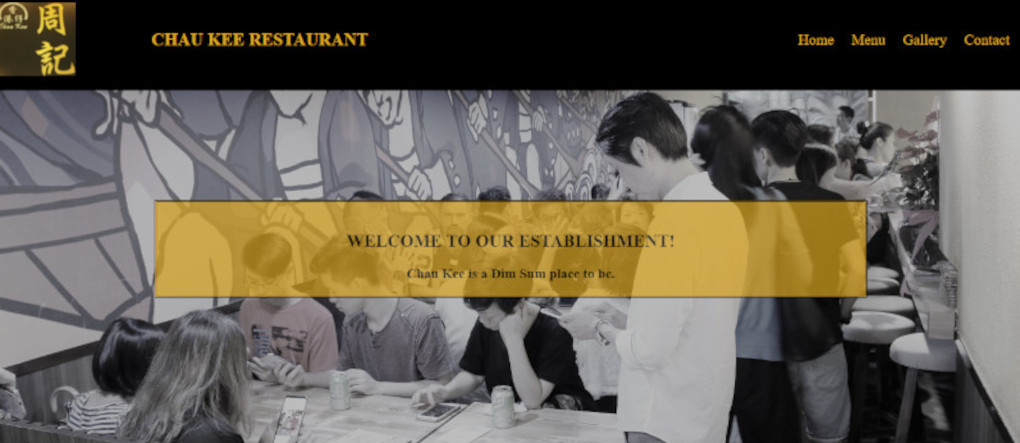 周
記
CHAU KEE RESTAURANT
Home Menu Gallery Contact
WELCOME TO OUR ESTABLISHMENT!
Chau Kee is a Dim Sum place to be.